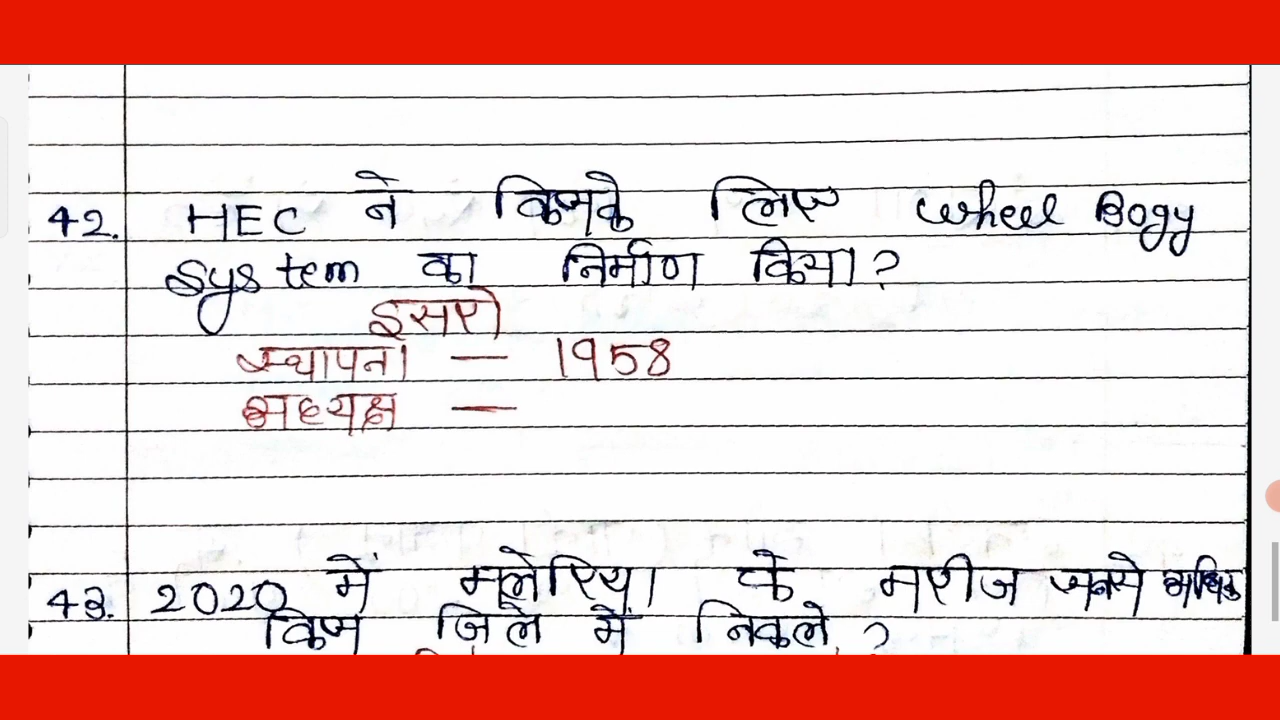 42. HEC ने किसके लिए wheel Bogy
System का निर्माण किया?
इसरो
स्थापना — 1958
अध्यक्ष —
43. 2020 में मलेरिया के मरीज सबसे अधिक
किस जिले में निकले ?